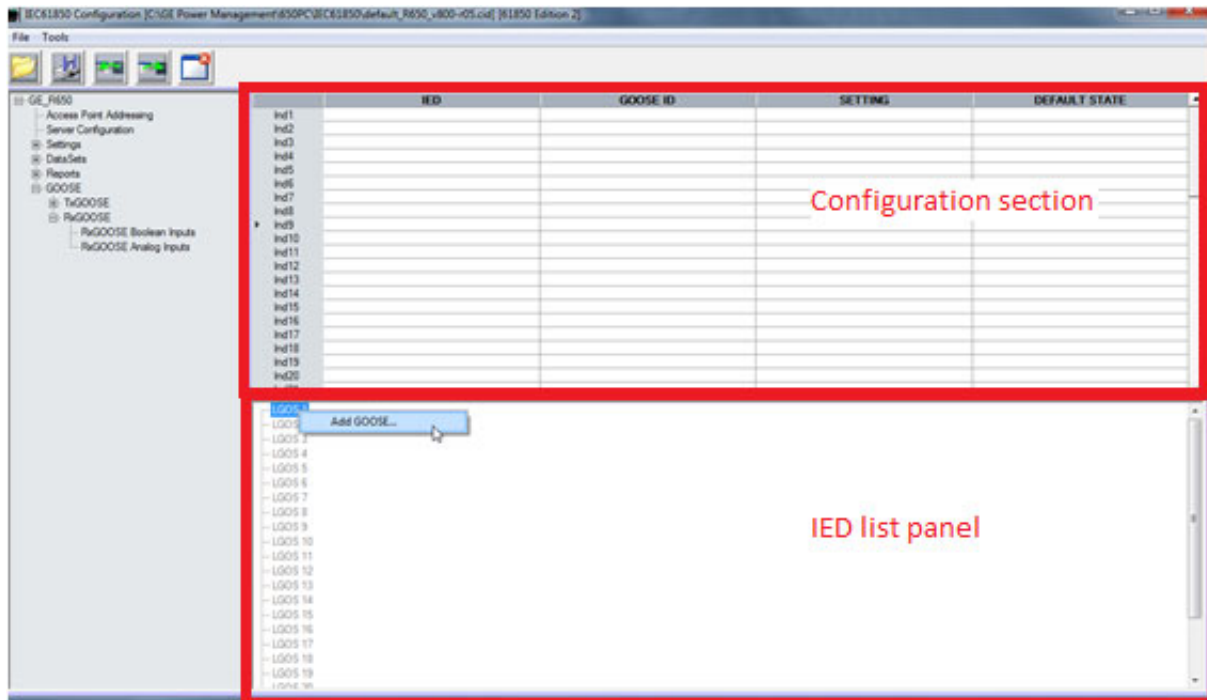 IEC61850 Configuration [C:\GE Power Management\650PC\IEC61850\default_R650_v800-r05.cid] [61850 Edition 2]
File Tools
GE_R650
Access Point Addressing
Server Configuration
Settings
DataSets
Reports
GOOSE
TxGOOSE
RxGOOSE
RxGOOSE Boolean Inputs
RxGOOSE Analog Inputs
IED GOOSE ID SETTING DEFAULT STATE
Ind1
Ind2
Ind3
Ind4
Ind5
Ind6
Ind7
Ind8
Ind9
Ind10
Ind11
Ind12
Ind13
Ind14
Ind15
Ind16
Ind17
Ind18
Ind19
Ind20
Configuration section
LGOS
Add GOOSE...
LGOS
LGOS 3
LGOS 4
LGOS 5
LGOS 6
LGOS 7
LGOS 8
LGOS 9
LGOS 10
LGOS 11
LGOS 12
LGOS 13
LGOS 14
LGOS 15
LGOS 16
LGOS 17
LGOS 18
LGOS 19
LGOS 20
IED list panel